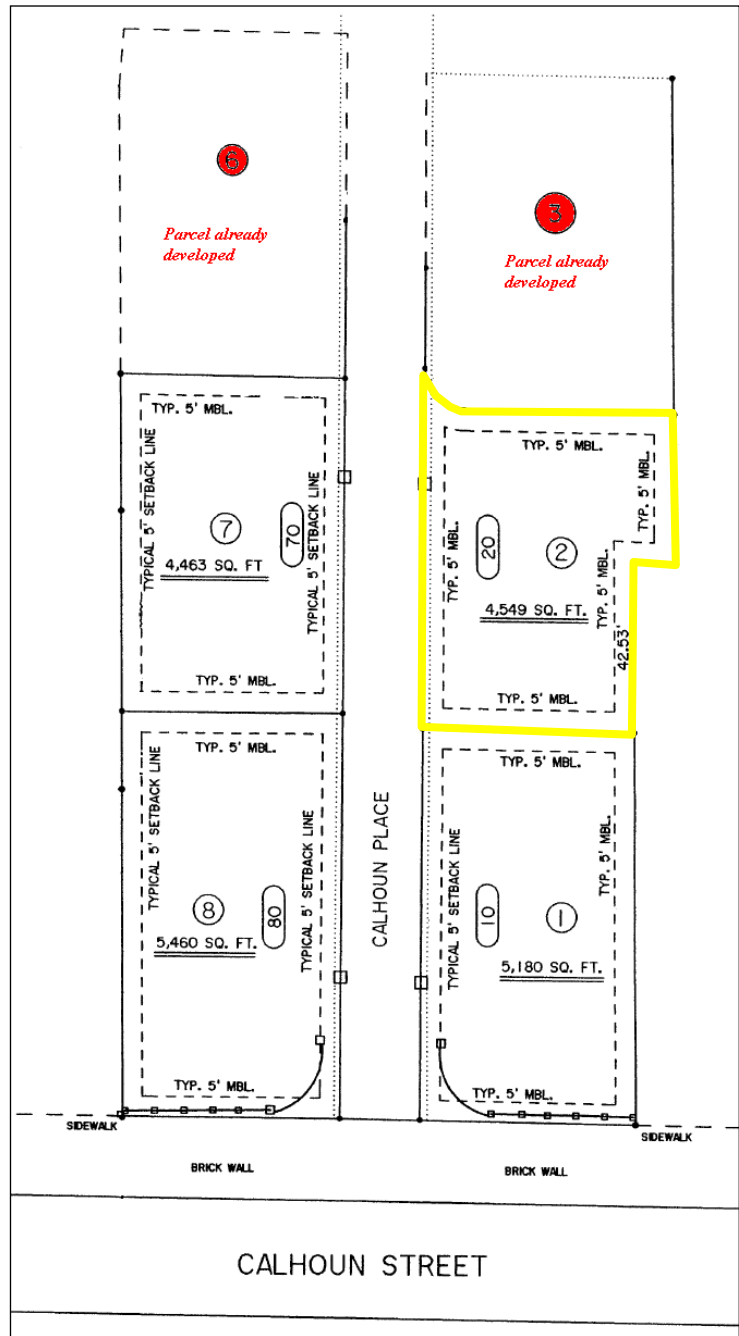 6
Parcel already
developed
3
Parcel already
developed
TYP. 5' MBL.
TYPICAL 5' SETBACK LINE
7
70
4,463 SQ. FT
TYPICAL 5' SETBACK LINE
TYP. 5' MBL.
TYP. 5' MBL.
TYP. 5' MBL.
TYP. 5' MBL.
20
2
4,549 SQ. FT.
TYP. 5' MBL.
42.53'
TYP. 5' MBL.
TYP. 5' MBL.
TYPICAL 5' SETBACK LINE
8
80
5,460 SQ. FT.
TYPICAL 5' SETBACK LINE
TYP. 5' MBL.
CALHOUN PLACE
TYP. 5' MBL.
TYP. 5' MBL.
TYPICAL 5' SETBACK LINE
10
1
5,180 SQ. FT.
TYP. 5' MBL.
SIDEWALK
SIDEWALK
BRICK WALL
BRICK WALL
CALHOUN STREET